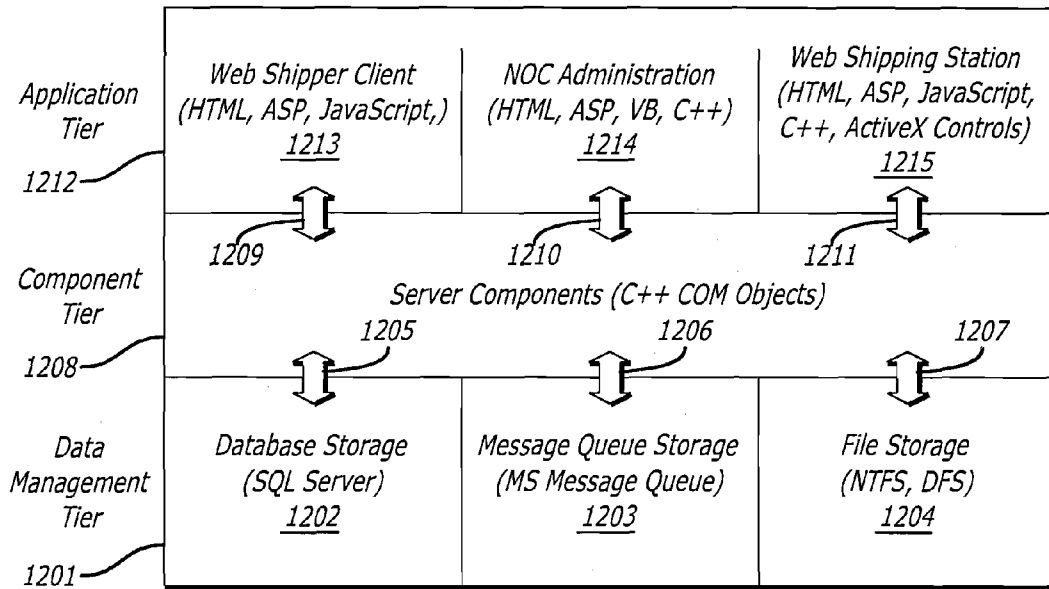 Application
Tier
1212
Web Shipper Client
(HTML, ASP, JavaScript,)
1213
NOC Administration
(HTML, ASP, VB, C++)
1214
Web Shipping Station
(HTML, ASP, JavaScript,
C++, ActiveX Controls)
1215
1209
1210
1211
Component
Tier
1208
Server Components (C++ COM Objects)
1205
1206
1207
Data
Management
Tier
1201
Database Storage
(SQL Server)
1202
Message Queue Storage
(MS Message Queue)
1203
File Storage
(NTFS, DFS)
1204